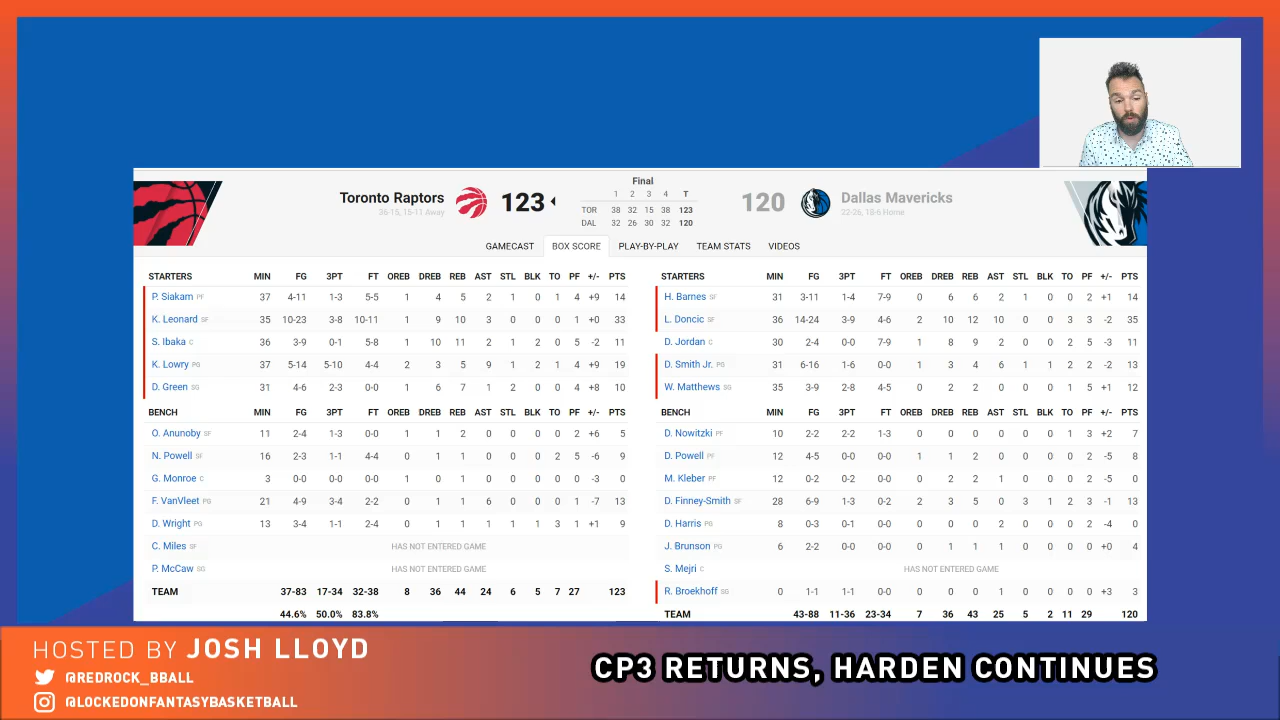 Final
1 2 3 4 T
TOR 38 32 15 38 123
DAL 32 26 30 32 120
Toronto Raptors
36-15, 15-11 Away
123
120
Dallas Mavericks
22-26, 18-6 Home
GAMECAST BOX SCORE PLAY-BY-PLAY TEAM STATS VIDEOS
STARTERS MIN FG 3PT FT OREB DREB REB AST STL BLK TO PF +/- PTS
P. Siakam PF 37 4-11 1-3 5-5 1 4 5 2 1 0 1 4 +9 14
K. Leonard SF 35 10-23 3-8 10-11 1 9 10 3 0 0 0 1 +0 33
S. Ibaka C 36 3-9 0-1 5-8 1 10 11 2 1 2 0 5 -2 11
K. Lowry PG 37 5-14 5-10 4-4 2 3 5 9 1 2 1 4 +9 19
D. Green SG 31 4-6 2-3 0-0 1 6 7 1 2 0 0 4 +8 10
BENCH MIN FG 3PT FT OREB DREB REB AST STL BLK TO PF +/- PTS
O. Anunoby SF 11 2-4 1-3 0-0 1 1 2 0 0 0 0 2 +6 5
N. Powell SF 16 2-3 1-1 4-4 0 1 1 0 0 0 2 5 -6 9
G. Monroe C 3 0-0 0-0 0-0 1 0 1 0 0 0 0 0 -3 0
F. VanVleet PG 21 4-9 3-4 2-2 0 1 1 6 0 0 0 1 -7 13
D. Wright PG 13 3-4 1-1 2-4 0 1 1 1 1 1 3 1 +1 9
C. Miles SF HAS NOT ENTERED GAME
P. McCaw SG HAS NOT ENTERED GAME
TEAM 37-83 17-34 32-38 8 36 44 24 6 5 7 27 123
44.6% 50.0% 83.8%
STARTERS MIN FG 3PT FT OREB DREB REB AST STL BLK TO PF +/- PTS
H. Barnes SF 31 3-11 1-4 7-9 0 6 6 2 1 0 0 2 +1 14
L. Doncic SF 36 14-24 3-9 4-6 2 10 12 10 0 0 3 3 -2 35
D. Jordan C 30 2-4 0-0 7-9 1 8 9 2 0 0 2 5 -3 11
D. Smith Jr. PG 31 6-16 1-6 0-0 1 3 4 6 1 1 2 2 -2 13
W. Matthews SG 35 3-9 2-8 4-5 0 2 2 0 0 0 1 5 +1 12
BENCH MIN FG 3PT FT OREB DREB REB AST STL BLK TO PF +/- PTS
D. Nowitzki PF 10 2-2 2-2 1-3 0 0 0 0 0 0 1 3 +2 7
D. Powell PF 12 4-5 0-0 0-0 1 1 2 0 0 0 0 2 -5 8
M. Kleber PF 12 0-2 0-2 0-0 0 2 2 1 0 0 0 2 -5 0
D. Finney-Smith SF 28 6-9 1-3 0-2 2 3 5 0 3 1 2 3 -1 13
D. Harris PG 8 0-3 0-1 0-0 0 0 0 2 0 0 0 2 -4 0
J. Brunson PG 6 2-2 0-0 0-0 0 1 1 1 0 0 0 0 +0 4
S. Mejri C HAS NOT ENTERED GAME
R. Broekhoff SG 0 1-1 1-1 0-0 0 0 0 1 0 0 0 0 +3 3
TEAM 43-88 11-36 23-34 7 36 43 25 5 2 11 29 120
HOSTED BY JOSH LLOYD
@REDROCK_BBALL
@LOCKEDONFANTASYBASKETBALL
CP3 RETURNS, HARDEN CONTINUES